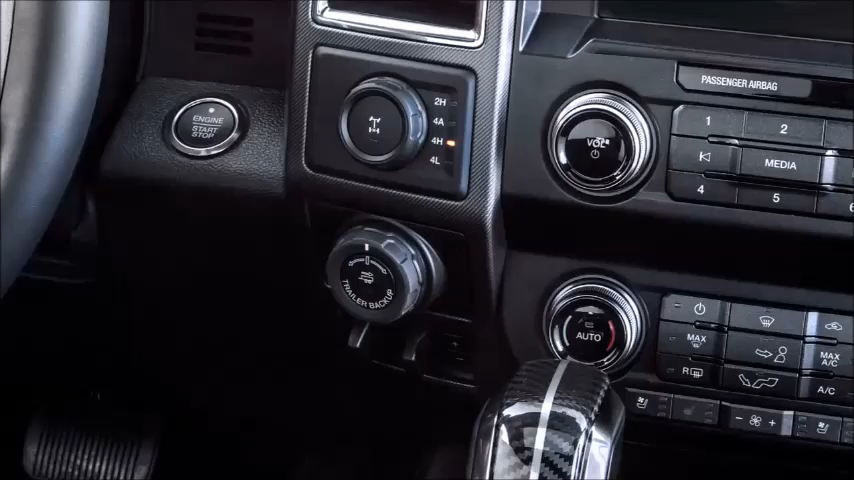 ENGINE
START
STOP
2H
4A
4H
4L
TRAILER BACKUP
PASSENGER AIRBAG
VOL
1
2
MEDIA
4
5
6
AUTO
MAX
R
MAX
A/C
A/C
- +